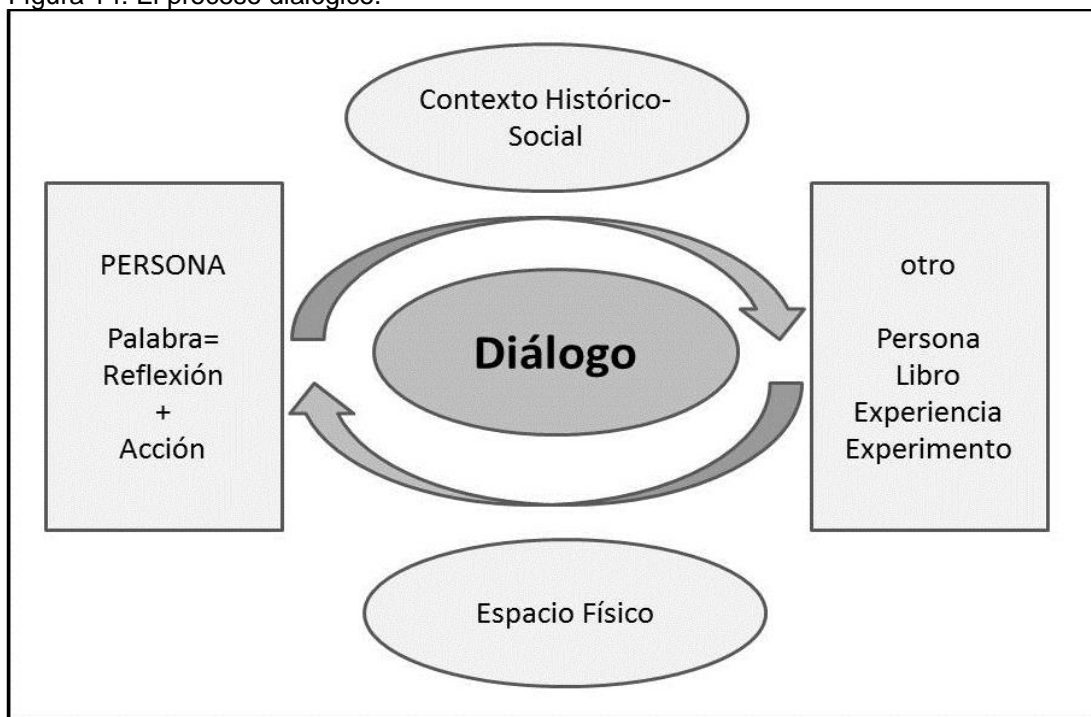 Figura 14. El proceso dialógico.
Contexto Histórico-
Social
PERSONA
Palabra=
Reflexión
+
Acción
Diálogo
otro
Persona
Libro
Experiencia
Experimento
Espacio Físico